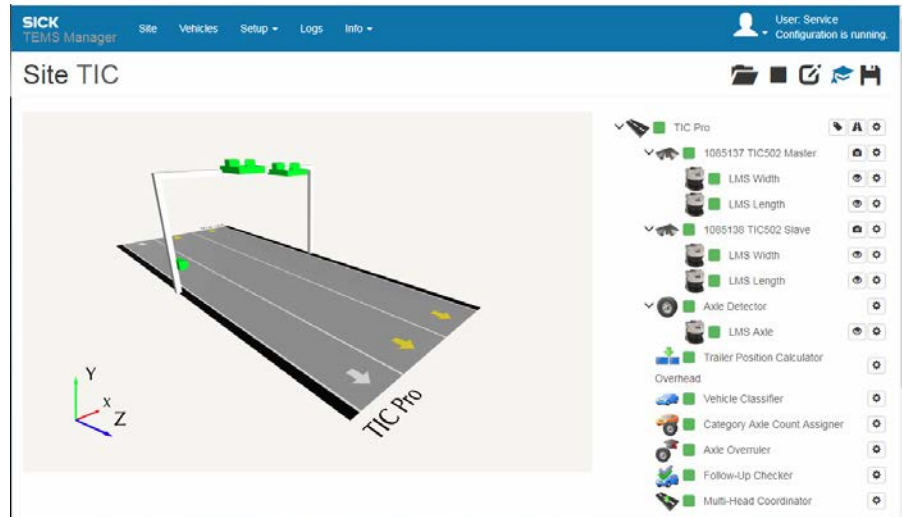 SICK
TEMS Manager
Site Vehicles Setup Logs Info
User: Service
Configuration is running.
Site TIC
TIC Pro
1085137 TIC502 Master
LMS Width
LMS Length
1085138 TIC502 Slave
LMS Width
LMS Length
Axle Detector
LMS Axle
Trailer Position Calculator
Overhead
Vehicle Classifier
Category Axle Count Assigner
Axle Overruler
Follow-Up Checker
Multi-Head Coordinator
Y
X
Z
TIC Pro